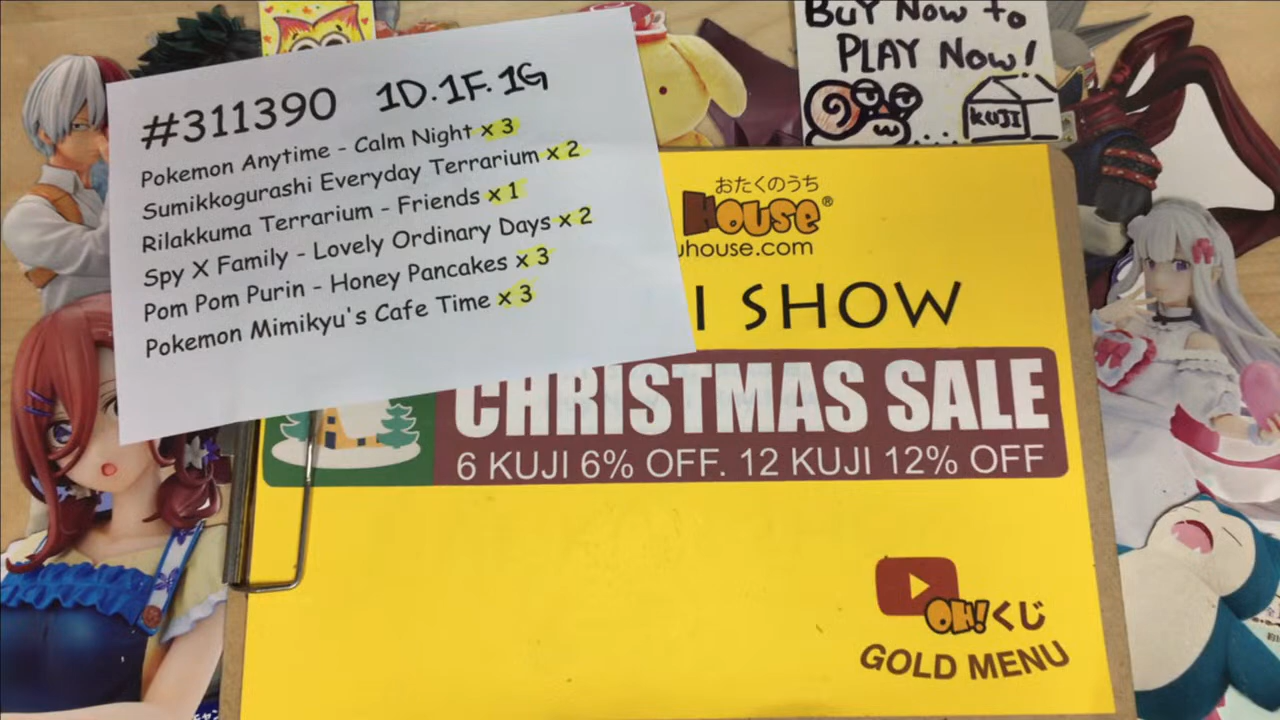 #311390 1D.1F.1G
Pokemon Anytime - Calm Night x 3
Sumikkogurashi Everyday Terrarium x 2
Rilakkuma Terrarium - Friends x 1
Spy X Family - Lovely Ordinary Days x 2
Pom Pom Purin - Honey Pancakes x 3
Pokemon Mimikyu's Cafe Time x 3
BUY NOW to
PLAY NOW!
KUJI
おたくのうち
House®
uhouse.com
I SHOW
CHRISTMAS SALE
6 KUJI 6% OFF. 12 KUJI 12% OFF
OH!くじ
GOLD MENU